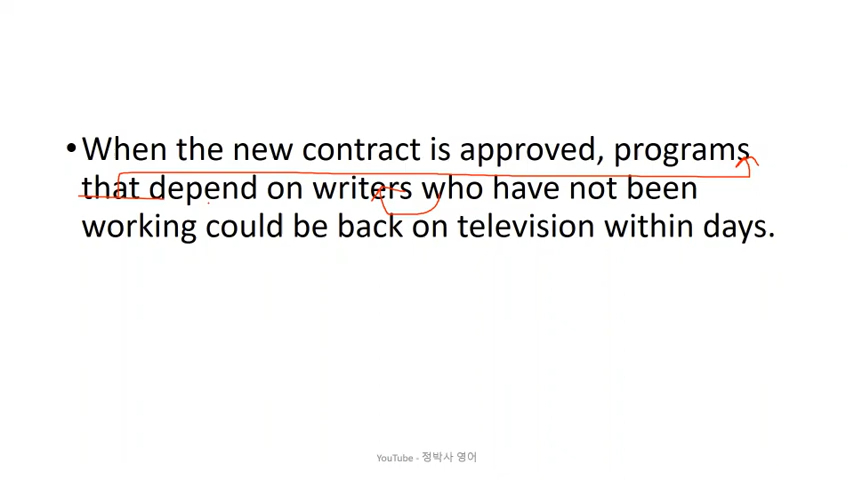 •When the new contract is approved, programs
that depend on writers who have not been
working could be back on television within days.
YouTube - 정박사 영어